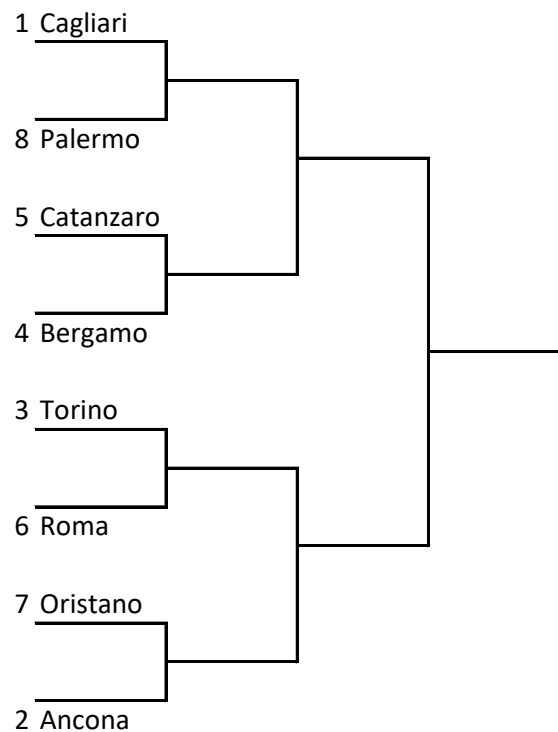 1 Cagliari
8 Palermo
5 Catanzaro
4 Bergamo
3 Torino
6 Roma
7 Oristano
2 Ancona